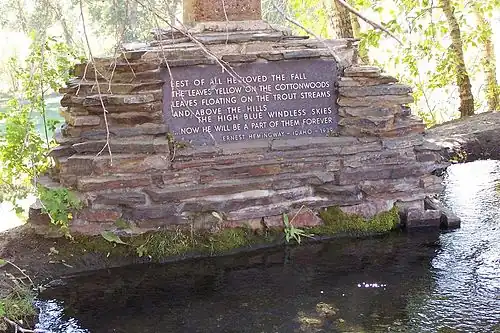 BEST OF ALL HE LOVED THE FALL
THE LEAVES YELLOW ON THE COTTONWOODS
LEAVES FLOATING ON THE TROUT STREAMS
AND ABOVE THE HILLS
THE HIGH BLUE WINDLESS SKIES
...NOW HE WILL BE A PART OF THEM FOREVER
ERNEST HEMINGWAY - IDAHO - 1939